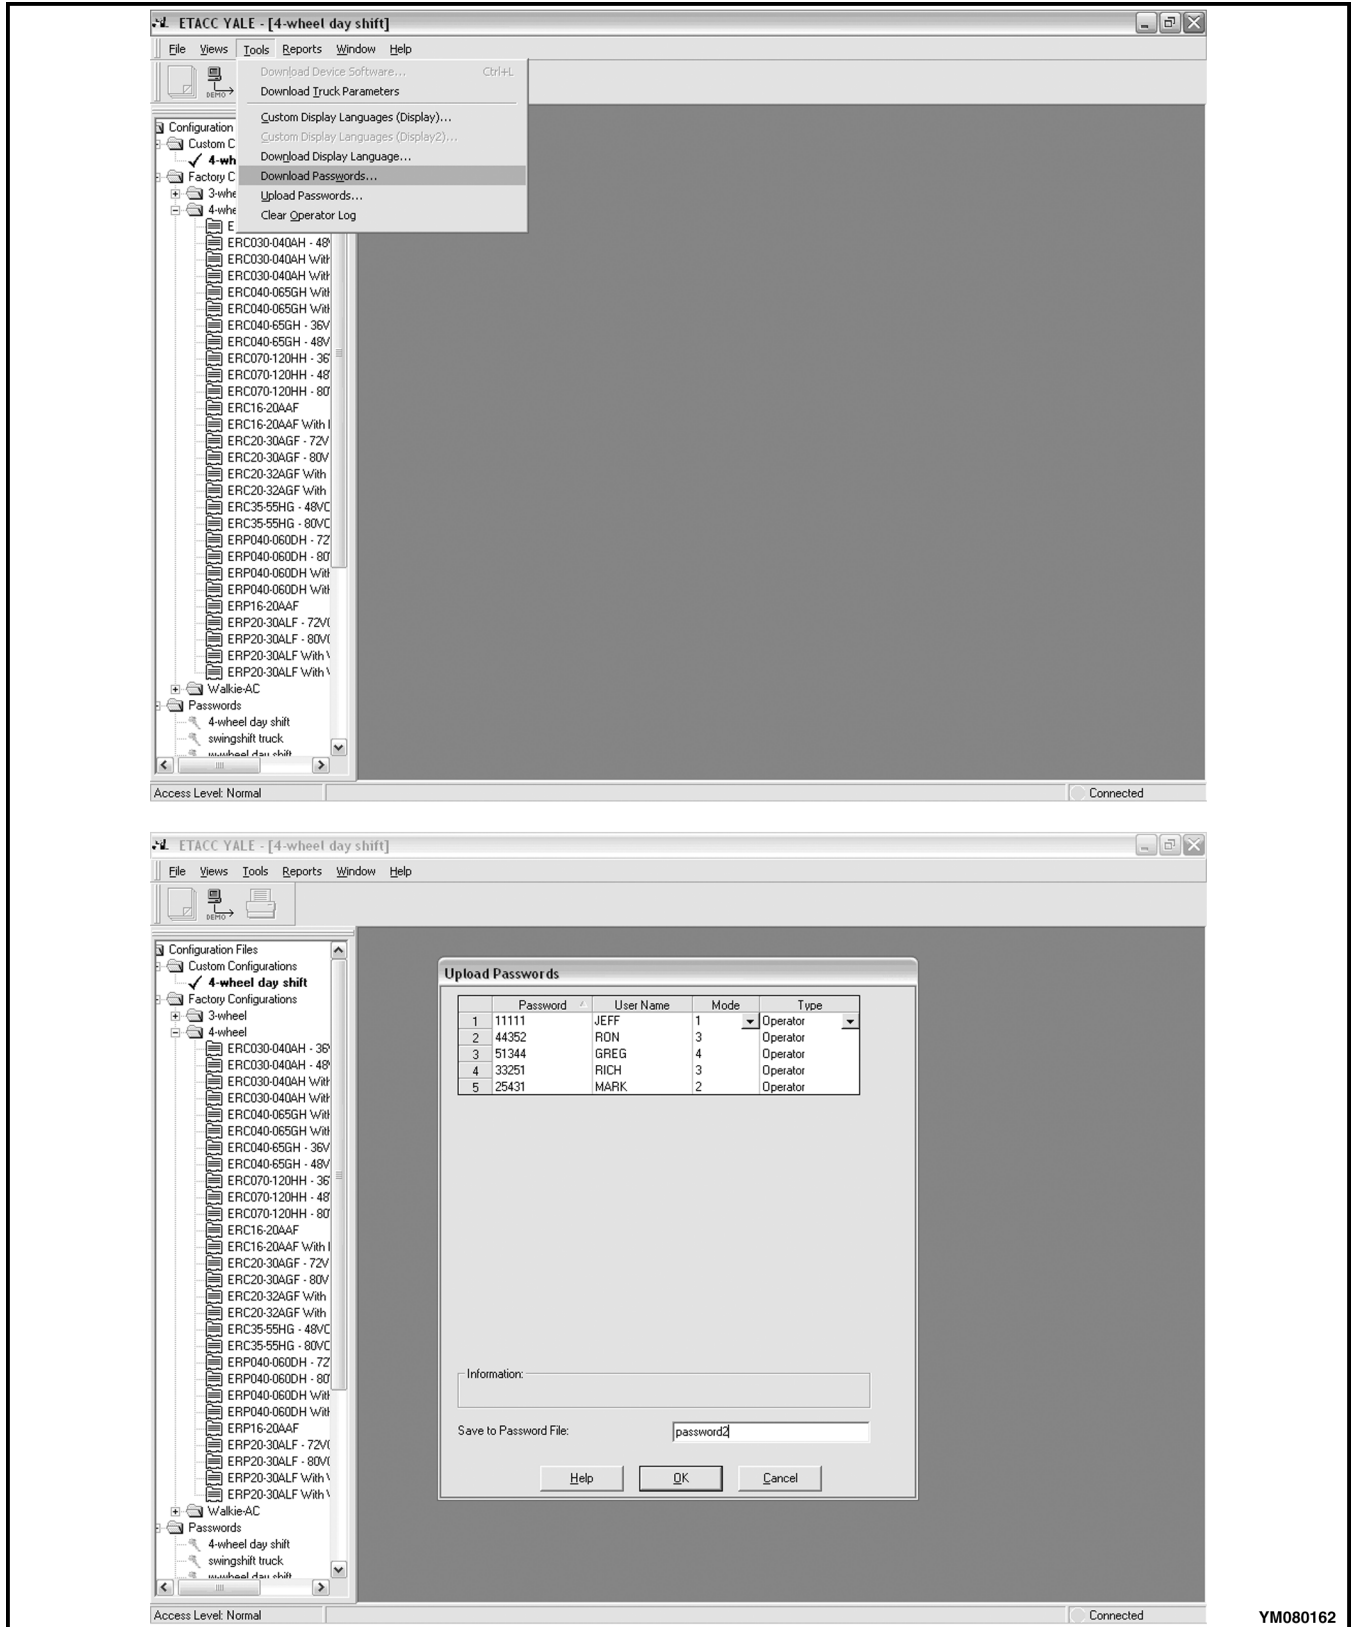 ETACC YALE - [4-wheel day shift]
File Views Tools Reports Window Help
Download Device Software... Ctrl+L
DEMO
Download Truck Parameters
Custom Display Languages (Display)...
Configuration
Custom Display Languages (Display2)...
Custom C
Download Display Language...
4-wh
Download Passwords...
Factory C
Upload Passwords...
3-whe
Clear Operator Log
4-whe
E
ERC030-040AH - 48
ERC030-040AH With
ERC030-040AH With
ERC040-065GH With
ERC040-065GH With
ERC040-65GH - 36V
ERC040-65GH - 48V
ERC070-120HH - 36
ERC070-120HH - 48
ERC070-120HH - 80
ERC16-20AAF
ERC16-20AAF With
ERC20-30AGF - 72V
ERC20-30AGF - 80V
ERC20-32AGF With
ERC20-32AGF With
ERC35-55HG - 48VC
ERC35-55HG - 80VC
ERP040-060DH - 72
ERP040-060DH - 80
ERP040-060DH With
ERP040-060DH With
ERP16-20AAF
ERP20-30ALF - 72V
ERP20-30ALF - 80V
ERP20-30ALF With
ERP20-30ALF With
Walkie-AC
Passwords
4-wheel day shift
swingshift truck
w-wheel day shift
Access Level: Normal Connected
ETACC YALE - [4-wheel day shift]
File Views Tools Reports Window Help
DEMO
Configuration Files
Custom Configurations
4-wheel day shift
Factory Configurations
3-wheel
4-wheel
ERC030-040AH - 36
ERC030-040AH - 48
ERC030-040AH With
ERC030-040AH With
ERC040-065GH With
ERC040-065GH With
ERC040-65GH - 36V
ERC040-65GH - 48V
ERC070-120HH - 36
ERC070-120HH - 48
ERC070-120HH - 80
ERC16-20AAF
ERC16-20AAF With
ERC20-30AGF - 72V
ERC20-30AGF - 80V
ERC20-32AGF With
ERC20-32AGF With
ERC35-55HG - 48VC
ERC35-55HG - 80VC
ERP040-060DH - 72
ERP040-060DH - 80
ERP040-060DH With
ERP040-060DH With
ERP16-20AAF
ERP20-30ALF - 72V
ERP20-30ALF - 80V
ERP20-30ALF With
ERP20-30ALF With
Walkie-AC
Passwords
4-wheel day shift
swingshift truck
w-wheel day shift
Upload Passwords
Password User Name Mode Type
1 11111 JEFF 1 Operator
2 44352 RON 3 Operator
3 51344 GREG 4 Operator
4 33251 RICH 3 Operator
5 25431 MARK 2 Operator
Information:
Save to Password File: password2
Help OK Cancel
Access Level: Normal Connected
YM080162